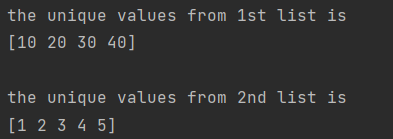 the unique values from 1st list is
[10 20 30 40]
the unique values from 2nd list is
[1 2 3 4 5]